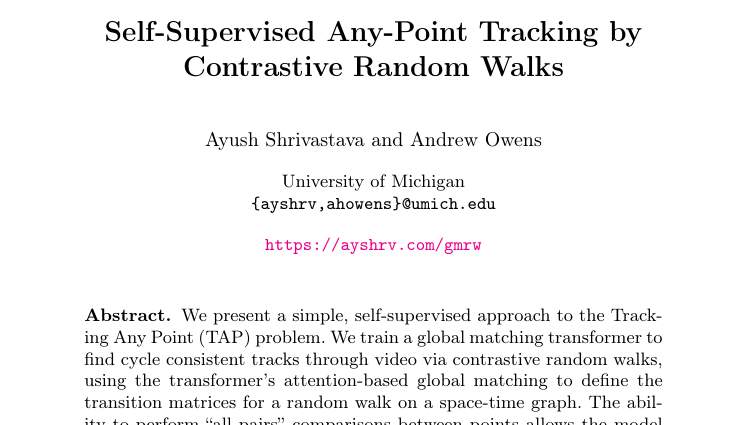 Self-Supervised Any-Point Tracking by
Contrastive Random Walks
Ayush Shrivastava and Andrew Owens
University of Michigan
{ayshrv,ahowens}@umich.edu
https://ayshrv.com/gmrw
Abstract. We present a simple, self-supervised approach to the Track-
ing Any Point (TAP) problem. We train a global matching transformer to
find cycle consistent tracks through video via contrastive random walks,
using the transformer's attention-based global matching to define the
transition matrices for a random walk on a space-time graph. The abil-
ity to perform “all pairs” comparisons between points allows the model